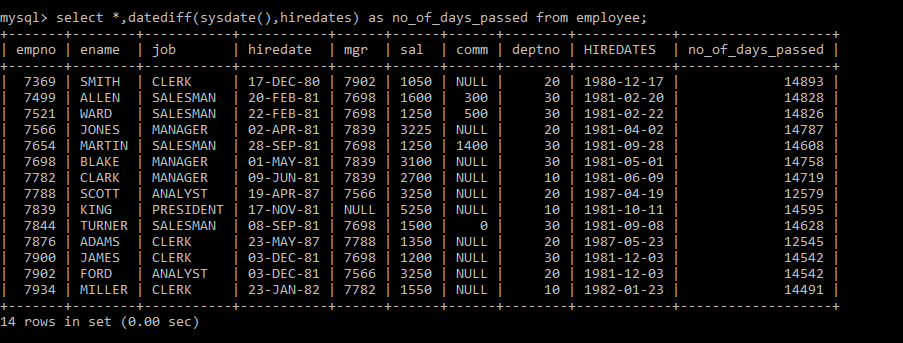 mysql> select *,datediff(sysdate(),hiredates) as no_of_days_passed from employee;
+-------+--------+-----------+-----------+------+------+------+--------+------------+-------------------+
| empno | ename  | job       | hiredate  | mgr  | sal  | comm | deptno | HIREDATES  | no_of_days_passed |
+-------+--------+-----------+-----------+------+------+------+--------+------------+-------------------+
|  7369 | SMITH  | CLERK     | 17-DEC-80 | 7902 | 1050 | NULL |     20 | 1980-12-17 |             14893 |
|  7499 | ALLEN  | SALESMAN  | 20-FEB-81 | 7698 | 1600 |  300 |     30 | 1981-02-20 |             14828 |
|  7521 | WARD   | SALESMAN  | 22-FEB-81 | 7698 | 1250 |  500 |     30 | 1981-02-22 |             14826 |
|  7566 | JONES  | MANAGER   | 02-APR-81 | 7839 | 3225 | NULL |     20 | 1981-04-02 |             14787 |
|  7654 | MARTIN | SALESMAN  | 28-SEP-81 | 7698 | 1250 | 1400 |     30 | 1981-09-28 |             14608 |
|  7698 | BLAKE  | MANAGER   | 01-MAY-81 | 7839 | 3100 | NULL |     30 | 1981-05-01 |             14758 |
|  7782 | CLARK  | MANAGER   | 09-JUN-81 | 7839 | 2700 | NULL |     10 | 1981-06-09 |             14719 |
|  7788 | SCOTT  | ANALYST   | 19-APR-87 | 7566 | 3250 | NULL |     20 | 1987-04-19 |             12579 |
|  7839 | KING   | PRESIDENT | 17-NOV-81 | NULL | 5250 | NULL |     10 | 1981-10-11 |             14595 |
|  7844 | TURNER | SALESMAN  | 08-SEP-81 | 7698 | 1500 |    0 |     30 | 1981-09-08 |             14628 |
|  7876 | ADAMS  | CLERK     | 23-MAY-87 | 7788 | 1350 | NULL |     20 | 1987-05-23 |             12545 |
|  7900 | JAMES  | CLERK     | 03-DEC-81 | 7698 | 1200 | NULL |     30 | 1981-12-03 |             14542 |
|  7902 | FORD   | ANALYST   | 03-DEC-81 | 7566 | 3250 | NULL |     20 | 1981-12-03 |             14542 |
|  7934 | MILLER | CLERK     | 23-JAN-82 | 7782 | 1550 | NULL |     10 | 1982-01-23 |             14491 |
+-------+--------+-----------+-----------+------+------+------+--------+------------+-------------------+
14 rows in set (0.00 sec)